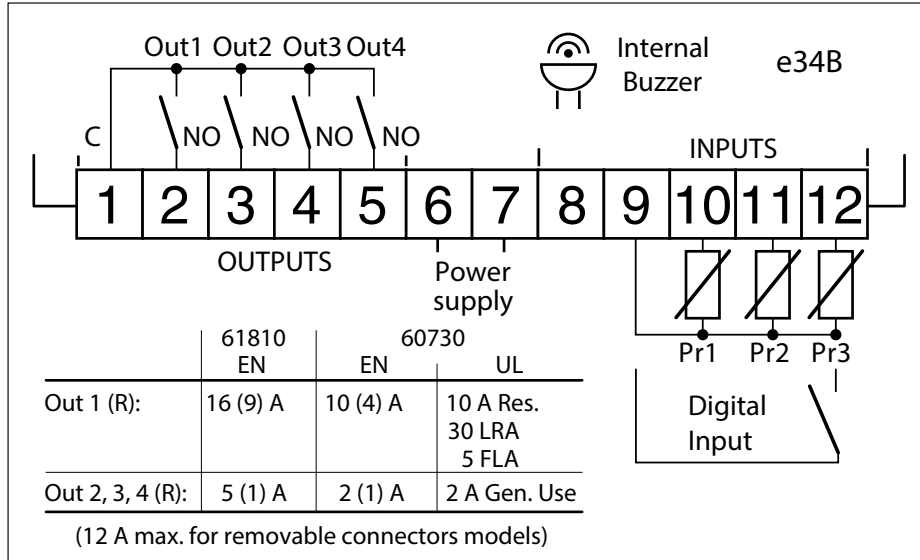 Out1 Out2 Out3 Out4
Internal
Buzzer
e34B
C NO NO NO NO
INPUTS
1 2 3 4 5 6 7 8 9 10 11 12
OUTPUTS
Power
supply
Pr1 Pr2 Pr3
Digital
Input
61810 60730
EN EN UL
Out 1 (R): 16 (9) A 10 (4) A 10 A Res.
30 LRA
5 FLA
Out 2, 3, 4 (R): 5 (1) A 2 (1) A 2 A Gen. Use
(12 A max. for removable connectors models)